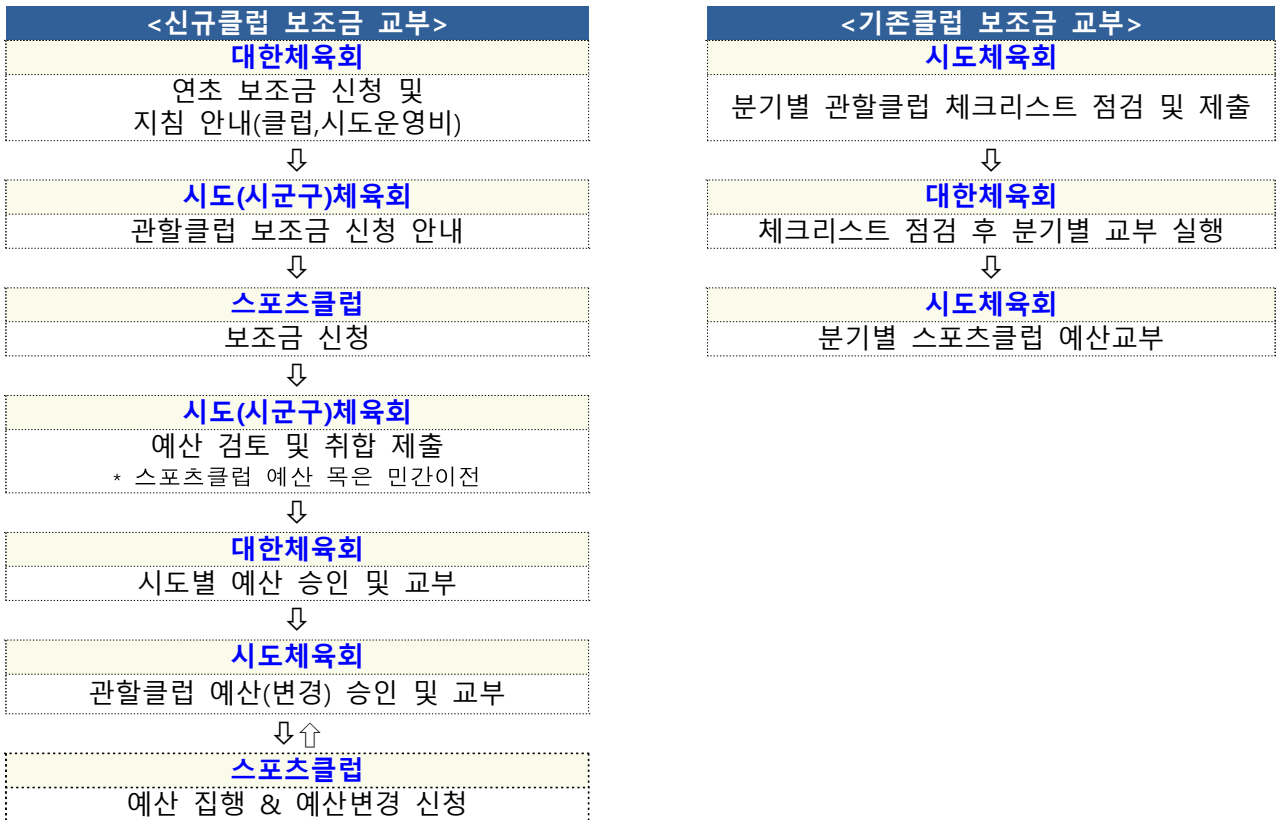 <신규클럽 보조금 교부>
대한체육회
연초 보조금 신청 및
지침 안내(클럽,시도운영비)
⇩
시도(시군구)체육회
관할클럽 보조금 신청 안내
⇩
스포츠클럽
보조금 신청
⇩
시도(시군구)체육회
예산 검토 및 취합 제출
* 스포츠클럽 예산 목은 민간이전
⇩
대한체육회
시도별 예산 승인 및 교부
⇩
시도체육회
관할클럽 예산(변경) 승인 및 교부
⇩⇧
스포츠클럽
예산 집행 & 예산변경 신청
<기존클럽 보조금 교부>
시도체육회
분기별 관할클럽 체크리스트 점검 및 제출
⇩
대한체육회
체크리스트 점검 후 분기별 교부 실행
⇩
시도체육회
분기별 스포츠클럽 예산교부